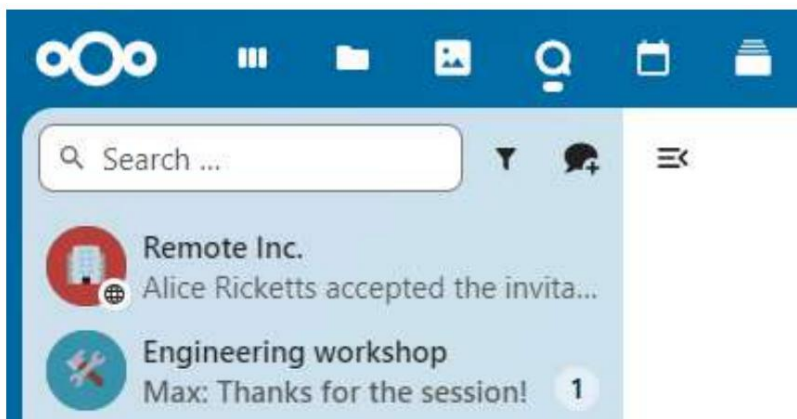 Search ...
Remote Inc.
Alice Ricketts accepted the invita...
Engineering workshop
Max: Thanks for the session!
1